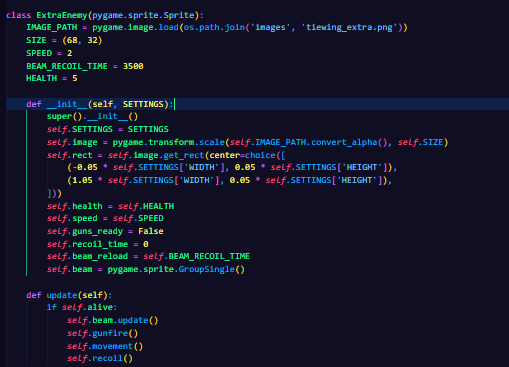 class ExtraEnemy(pygame.sprite.Sprite):
    IMAGE_PATH = pygame.image.load(os.path.join('images', 'tiewing_extra.png'))
    SIZE = (68, 32)
    SPEED = 2
    BEAM_RECOIL_TIME = 3500
    HEALTH = 5

    def __init__(self, SETTINGS):
        super().__init__()
        self.SETTINGS = SETTINGS
        self.image = pygame.transform.scale(self.IMAGE_PATH.convert_alpha(), self.SIZE)
        self.rect = self.image.get_rect(center=choice([
            (-0.05 * self.SETTINGS['WIDTH'], 0.05 * self.SETTINGS['HEIGHT']),
            (1.05 * self.SETTINGS['WIDTH'], 0.05 * self.SETTINGS['HEIGHT']),
        ]))
        self.health = self.HEALTH
        self.speed = self.SPEED
        self.guns_ready = False
        self.recoil_time = 0
        self.beam_reload = self.BEAM_RECOIL_TIME
        self.beam = pygame.sprite.GroupSingle()

    def update(self):
        if self.alive:
            self.beam.update()
            self.gunfire()
            self.movement()
            self.recoil()